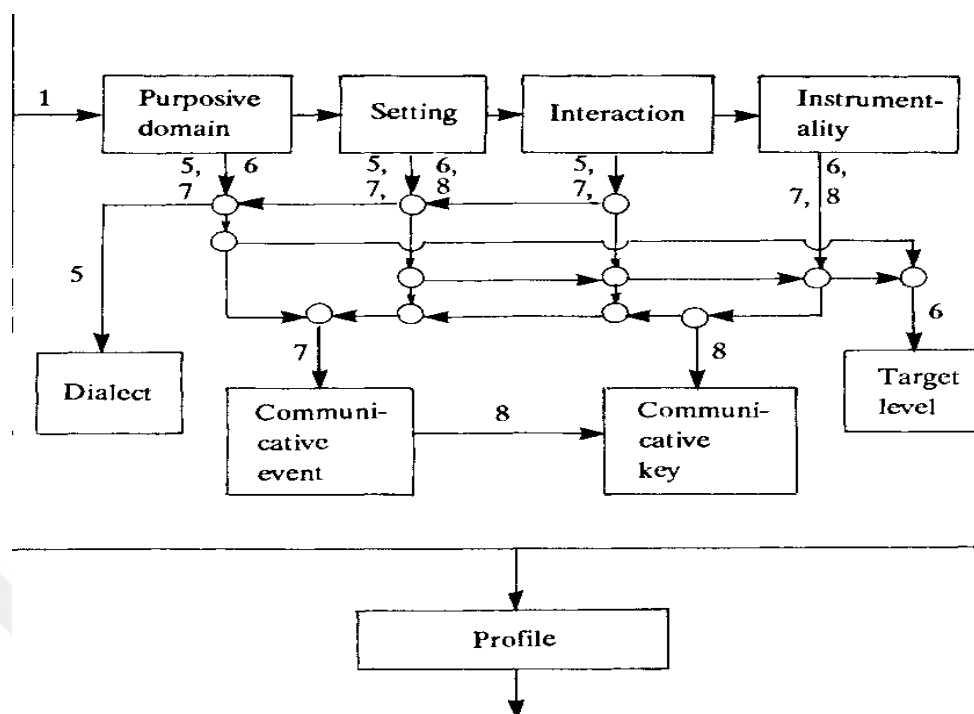 1
Purposive
domain
Setting
Interaction
Instrument-
ality
5, 6
7
5, 6,
7, 8
5,
7,
6,
7, 8
5
6
7
8
Dialect
Communi-
cative
event
8
Communi-
cative
key
Target
level
Profile